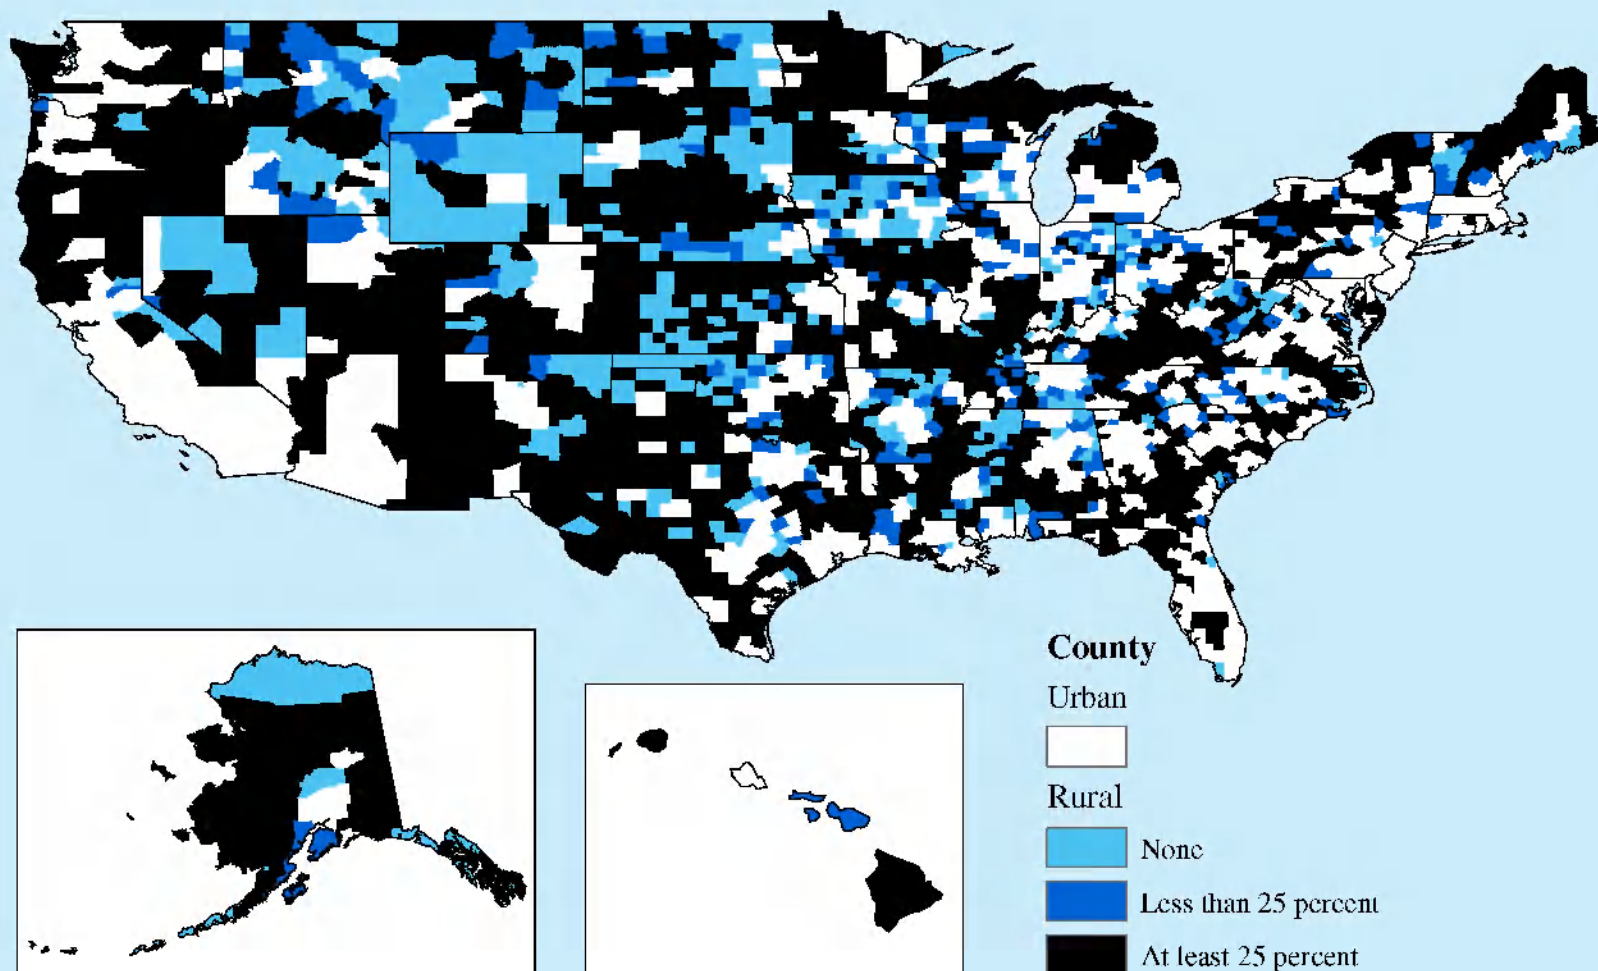 County
Urban
Rural
None
Less than 25 percent
At least 25 percent